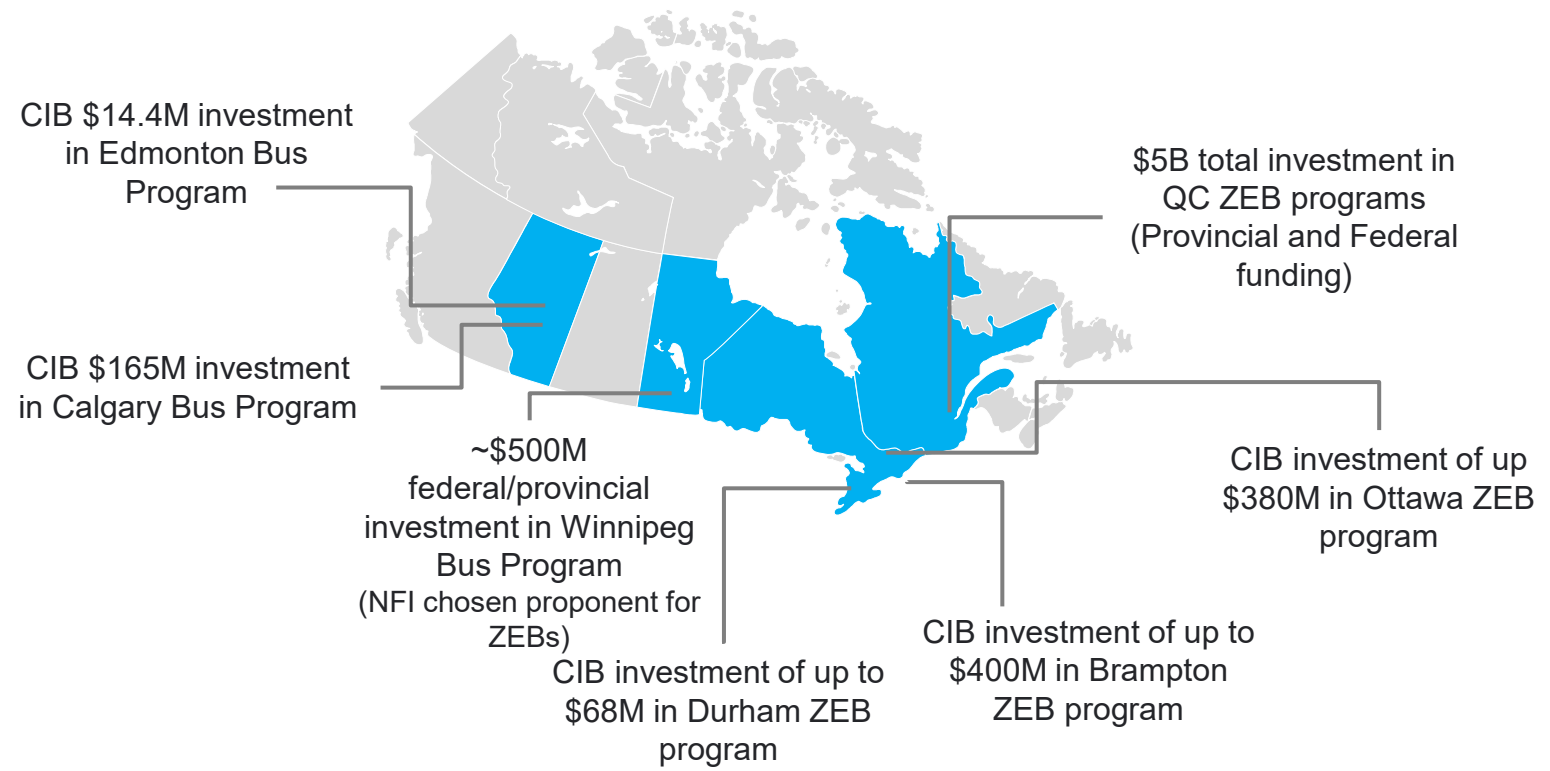 CIB $14.4M investment
in Edmonton Bus
Program
CIB $165M investment
in Calgary Bus Program
~$500M
federal/provincial
investment in Winnipeg
Bus Program
(NFI chosen proponent for
ZEBs)
CIB investment of up to
$68M in Durham ZEB
program
CIB investment of up to
$400M in Brampton
ZEB program
CIB investment of up
$380M in Ottawa ZEB
program
$5B total investment in
QC ZEB programs
(Provincial and Federal
funding)